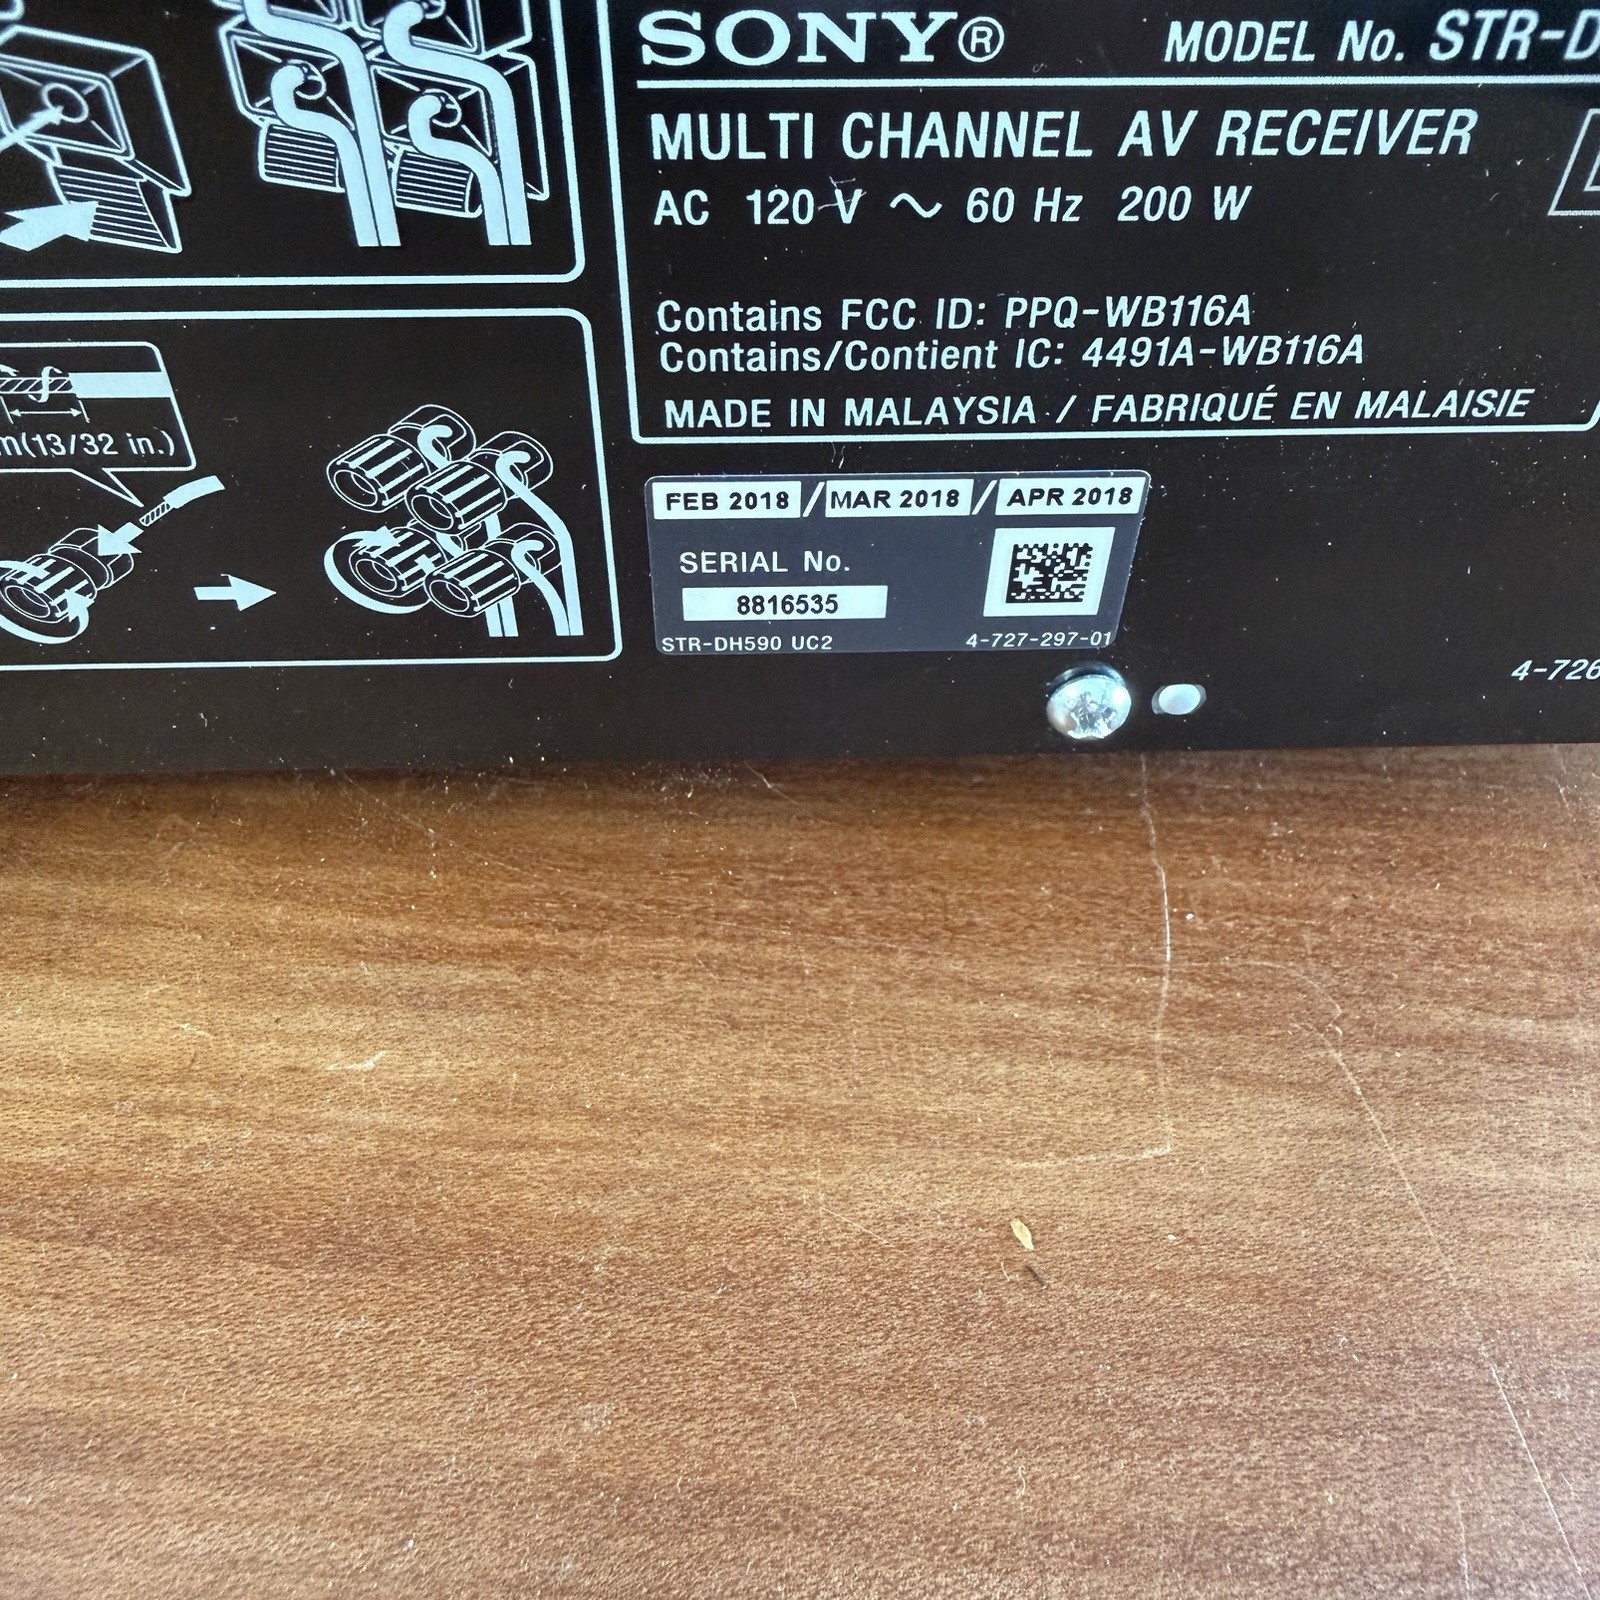 SONY® MODEL No. STR-D
MULTI CHANNEL AV RECEIVER
AC 120 V ~ 60 Hz 200 W
Contains FCC ID: PPQ-WB116A
Contains/Contient IC: 4491A-WB116A
MADE IN MALAYSIA / FABRIQUÉ EN MALAISIE
m(13/32 in.)
FEB 2018 / MAR 2018 / APR 2018
SERIAL No.
8816535
STR-DH590 UC2 4-727-297-01
4-726